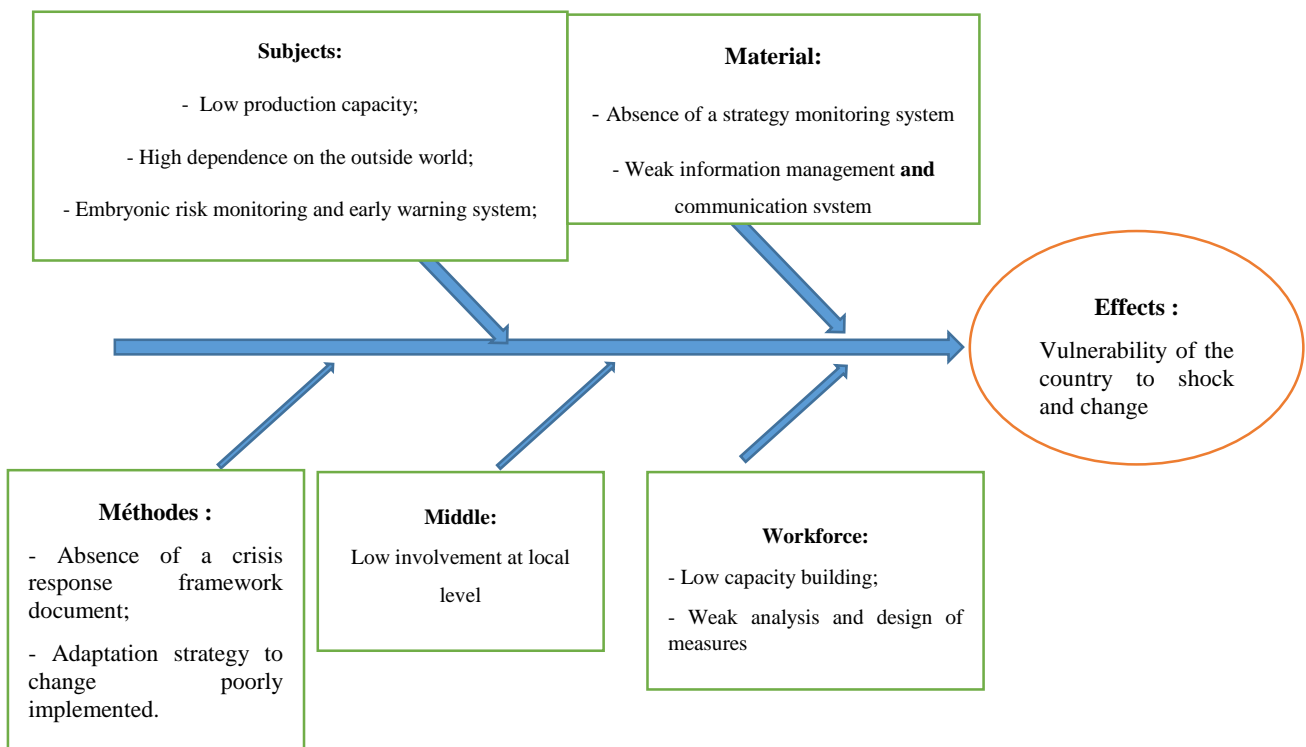 Subjects:
- Low production capacity;
- High dependence on the outside world;
- Embryonic risk monitoring and early warning system;
Material:
- Absence of a strategy monitoring system
- Weak information management and
communication system
Effects :
Vulnerability of the
country to shock
and change
Méthodes :
- Absence of a crisis
response framework
document;
- Adaptation strategy to
change poorly
implemented.
Middle:
Low involvement at local
level
Workforce:
- Low capacity building;
- Weak analysis and design of
measures